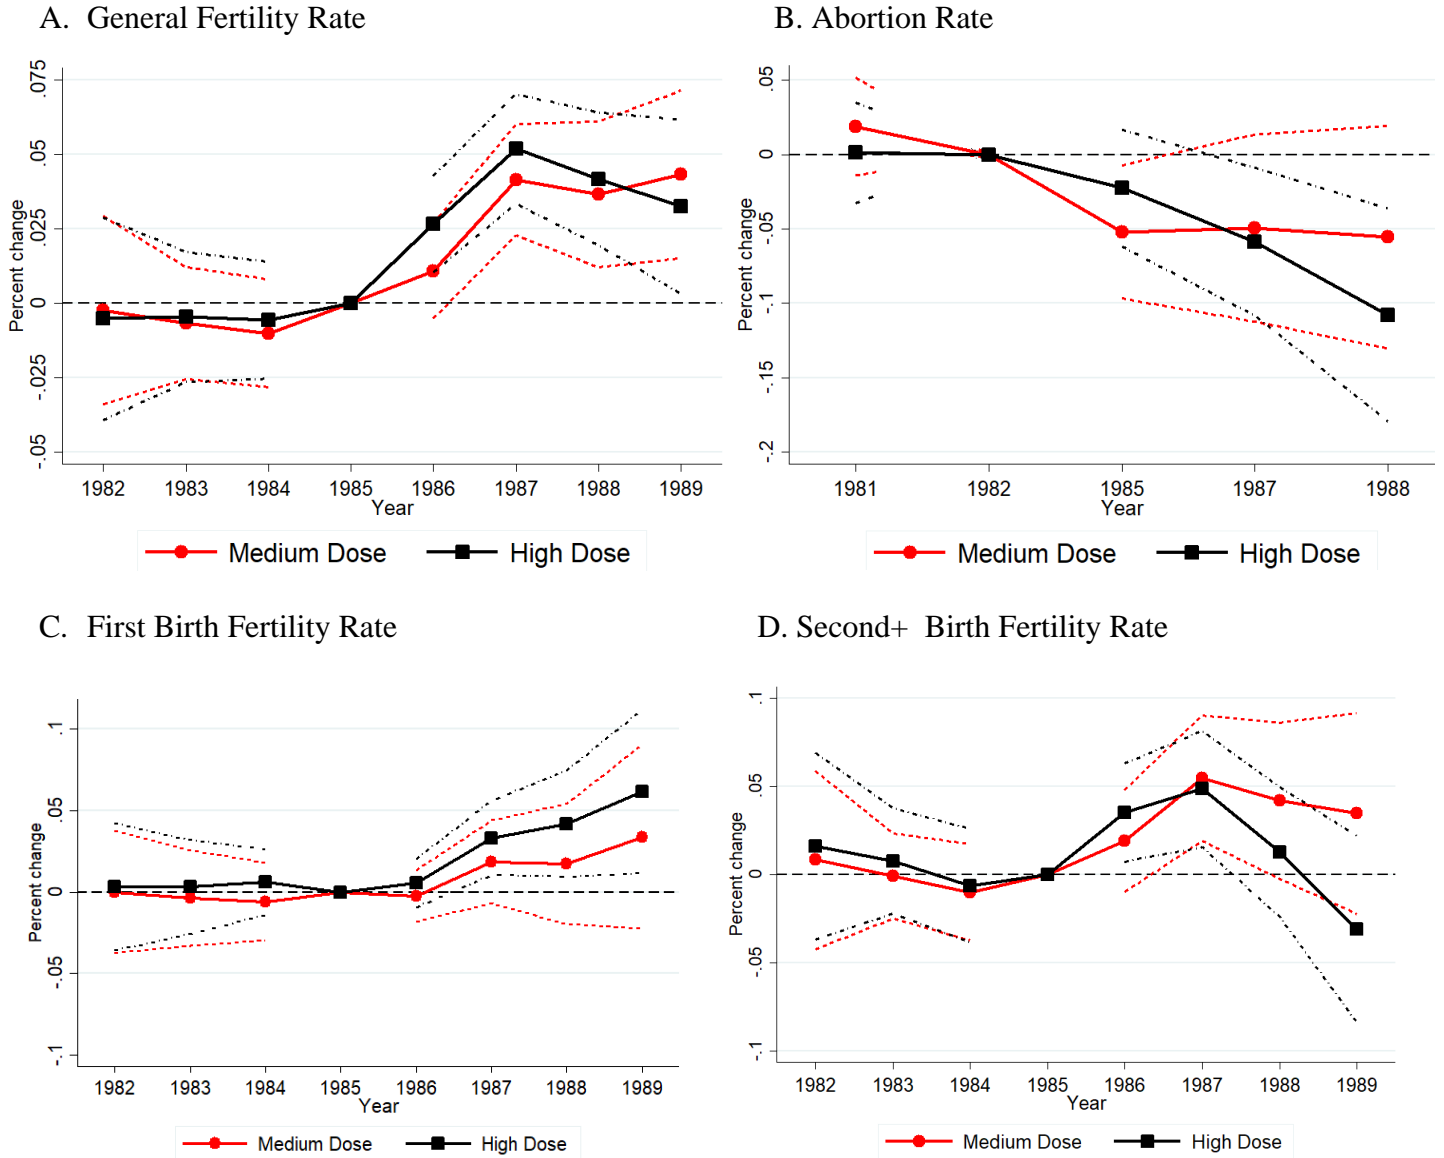 A. General Fertility Rate
B. Abortion Rate
Percent change
.075
.05
.025
0
-.025
-.05
1982 1983 1984 1985 1986 1987 1988 1989
Year
Medium Dose High Dose
Percent change
.05
0
-.05
-.1
-.15
-.2
1981 1982 1985 1987 1988
Year
Medium Dose High Dose
C. First Birth Fertility Rate
D. Second+ Birth Fertility Rate
Percent change
.1
.05
0
-.05
-.1
1982 1983 1984 1985 1986 1987 1988 1989
Year
Medium Dose High Dose
Percent change
.1
.05
0
-.05
-.1
1982 1983 1984 1985 1986 1987 1988 1989
Year
Medium Dose High Dose